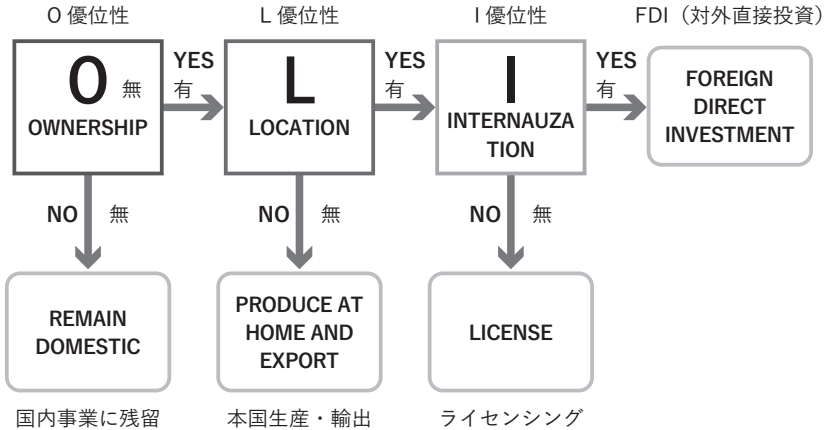 O 優位性
L 優位性
I 優位性
FDI（対外直接投資）
O 無
OWNERSHIP
YES
有
L
LOCATION
YES
有
I
INTERNAUZA
TION
YES
有
FOREIGN
DIRECT
INVESTMENT
NO 無
NO 無
NO 無
REMAIN
DOMESTIC
PRODUCE AT
HOME AND
EXPORT
LICENSE
国内事業に残留
本国生産・輸出
ライセンシング